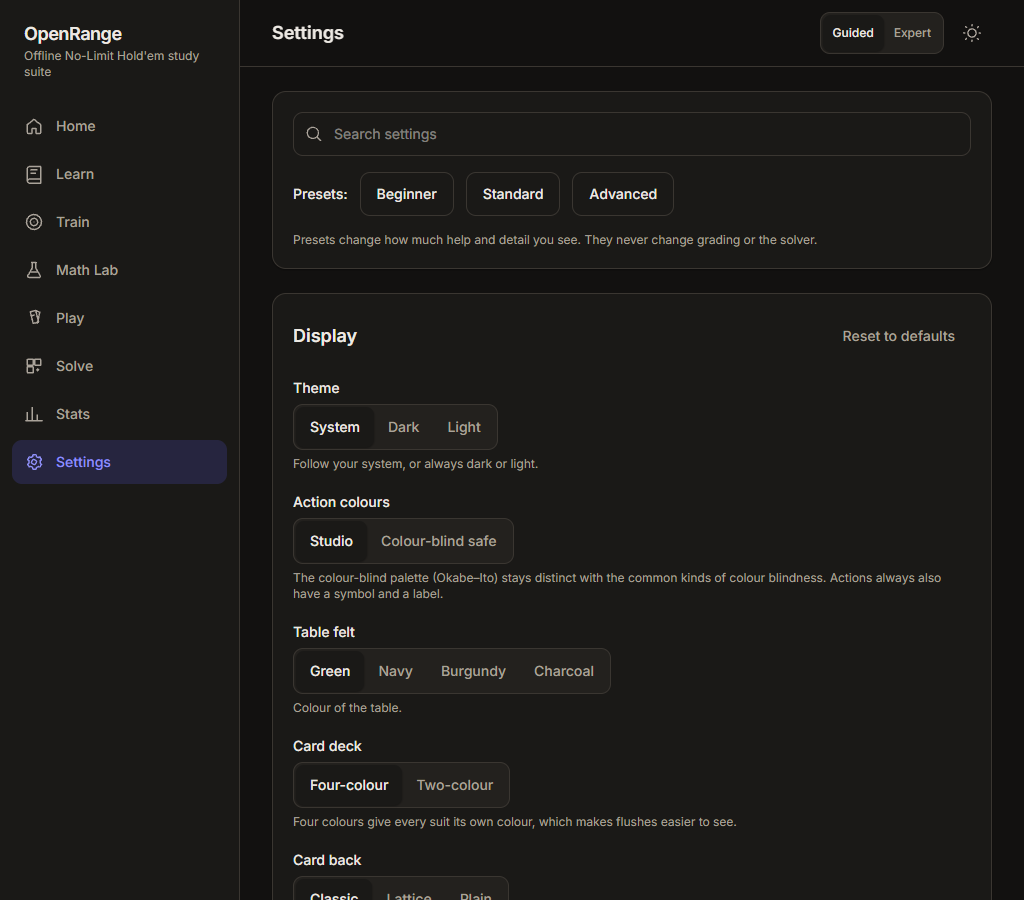 OpenRange
Offline No-Limit Hold'em study
suite
Home
Learn
Train
Math Lab
Play
Solve
Stats
Settings
Settings
Guided
Expert
Search settings
Presets:
Beginner
Standard
Advanced
Presets change how much help and detail you see. They never change grading or the solver.
Display
Reset to defaults
Theme
System
Dark
Light
Follow your system, or always dark or light.
Action colours
Studio
Colour-blind safe
The colour-blind palette (Okabe–Ito) stays distinct with the common kinds of colour blindness. Actions always also
have a symbol and a label.
Table felt
Green
Navy
Burgundy
Charcoal
Colour of the table.
Card deck
Four-colour
Two-colour
Four colours give every suit its own colour, which makes flushes easier to see.
Card back
Classic
Lattice
Plain